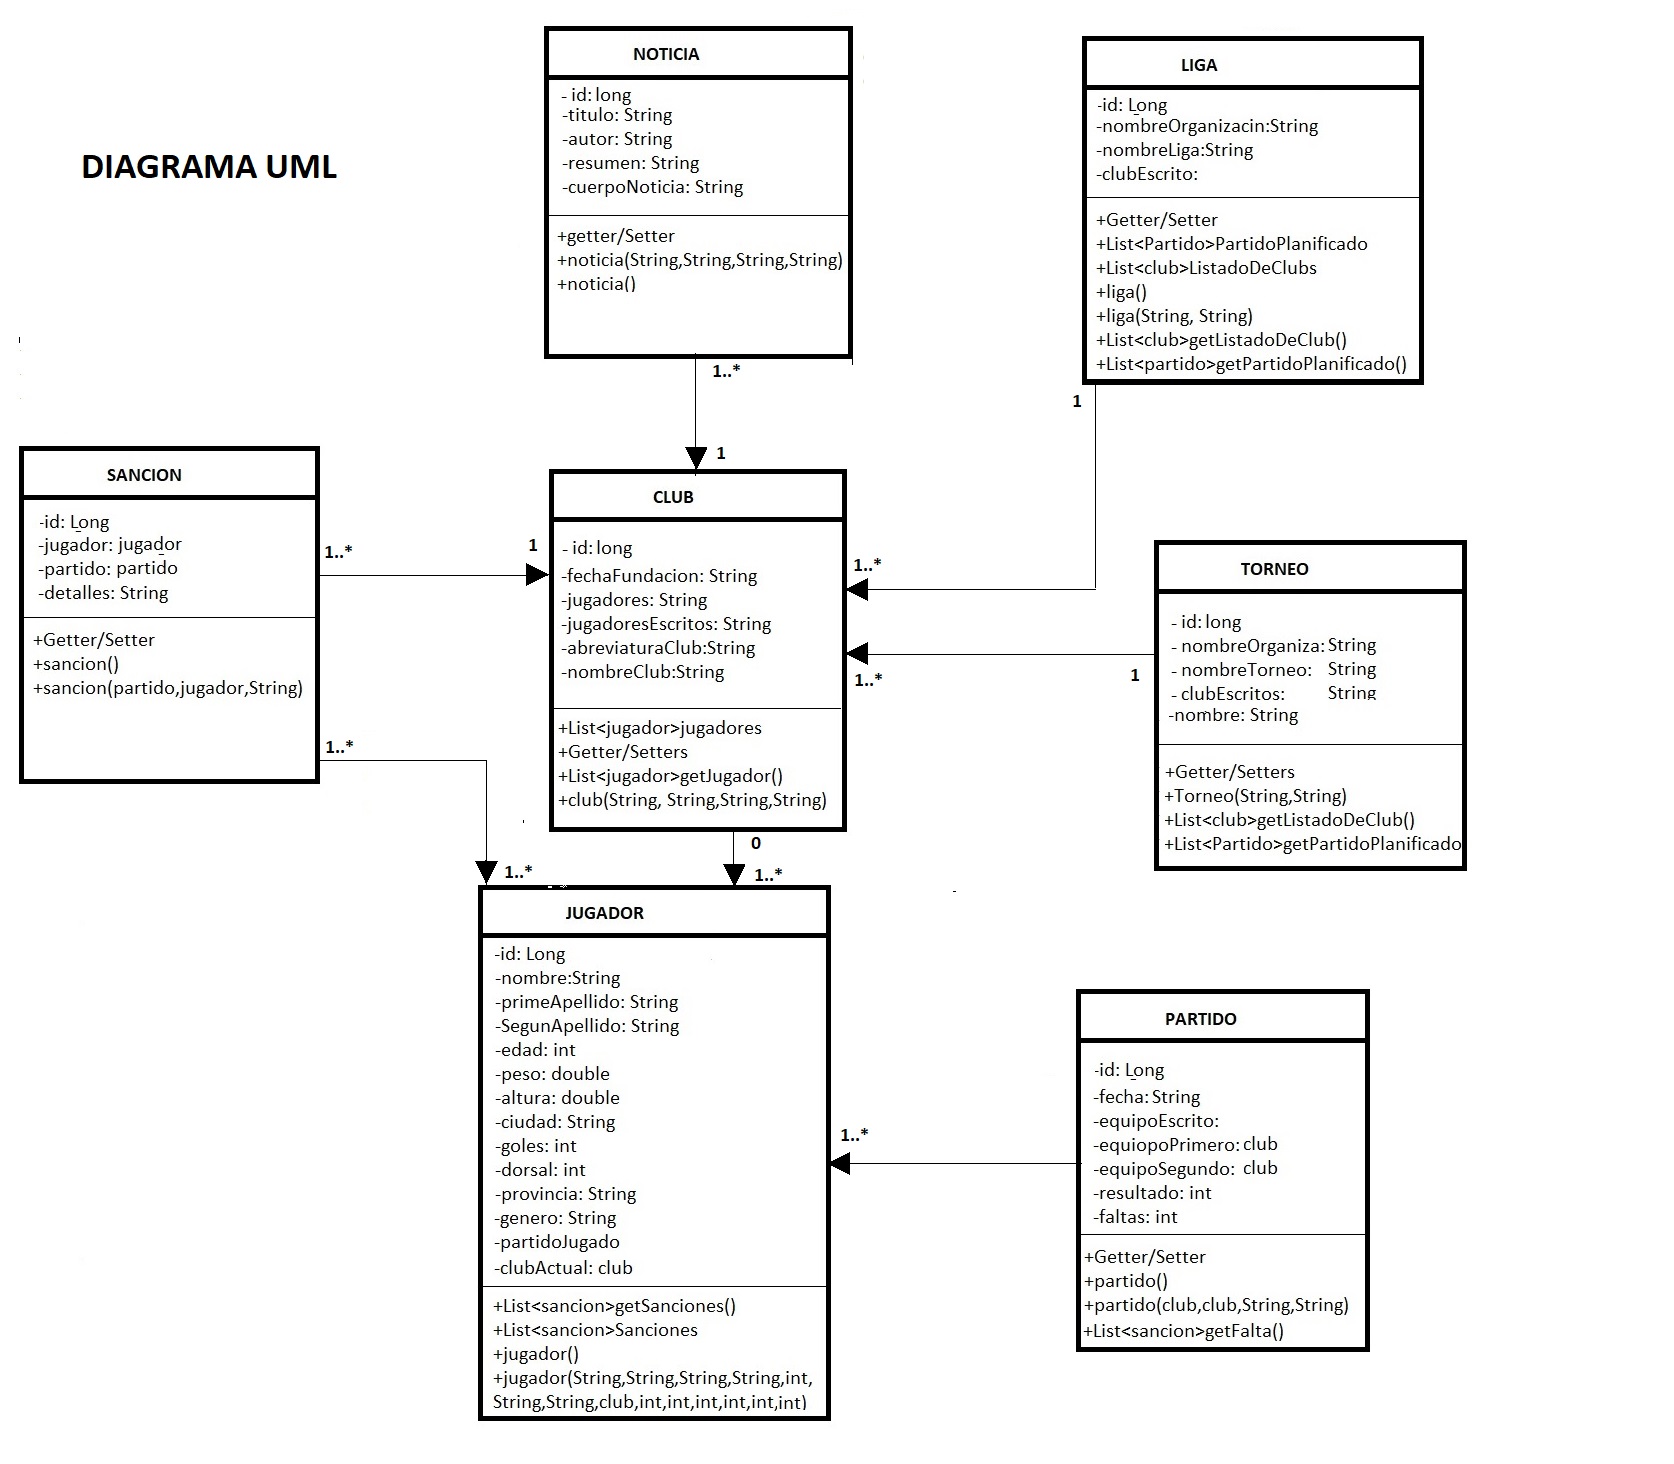 DIAGRAMA UML
NOTICIA
- id: long
-titulo: String
-autor: String
-resumen: String
-cuerpoNoticia: String
+getter/Setter
+noticia(String,String,String,String)
+noticia()
1..*
1
LIGA
-id: Long
-nombreOrganizacin:String
-nombreLiga:String
-clubEscrito:
+Getter/Setter
+List<Partido>PartidoPlanificado
+List<club>ListadoDeClubs
+liga()
+liga(String, String)
+List<club>getListadoDeClub()
+List<partido>getPartidoPlanificado()
1
1..*
SANCION
-id: Long
-jugador: jugador
-partido: partido
-detalles: String
+Getter/Setter
+sancion()
+sancion(partido,jugador,String)
1..*
1
1..*
1..*
CLUB
- id: long
-fechaFundacion: String
-jugadores: String
-jugadoresEscritos: String
-abreviaturaClub:String
-nombreClub:String
+List<jugador>jugadores
+Getter/Setters
+List<jugador>getJugador()
+club(String, String,String,String)
0
1..*
TORNEO
- id: long
- nombreOrganiza: String
- nombreTorneo: String
- clubEscritos: String
-nombre: String
+Getter/Setters
+Torneo(String,String)
+List<club>getListadoDeClub()
+List<Partido>getPartidoPlanificado
1
1..*
JUGADOR
-id: Long
-nombre:String
-primeApellido: String
-SegunApellido: String
-edad: int
-peso: double
-altura: double
-ciudad: String
-goles: int
-dorsal: int
-provincia: String
-genero: String
-partidoJugado
-clubActual: club
+List<sancion>getSanciones()
+List<sancion>Sanciones
+jugador()
+jugador(String,String,String,String,int,
String,String,club,int,int,int,int,int,int)
1..*
PARTIDO
-id: Long
-fecha: String
-equipoEscrito:
-equiopoPrimero: club
-equipoSegundo: club
-resultado: int
-faltas: int
+Getter/Setter
+partido()
+partido(club,club,String,String)
+List<sancion>getFalta()